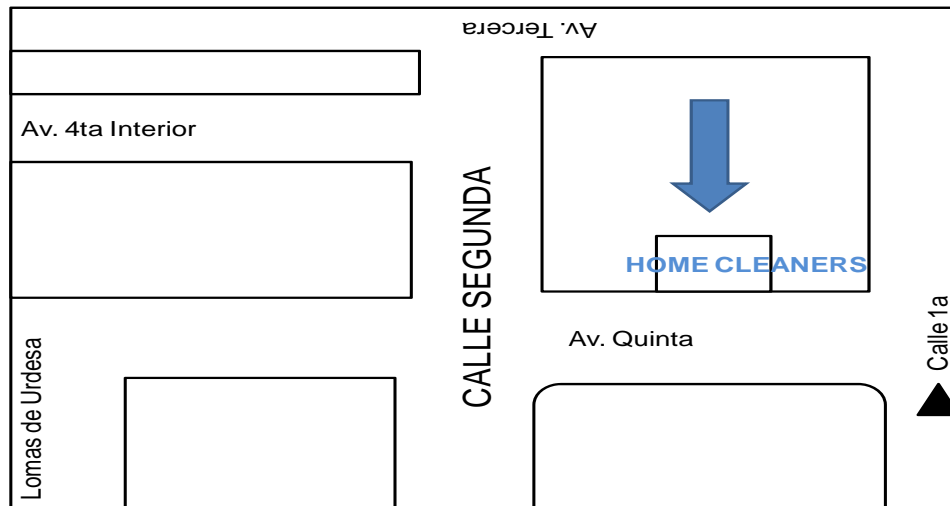 Av. Tercera
Av. 4ta Interior
CALLE SEGUNDA
HOME CLEANERS
Av. Quinta
Calle 1a
Lomas de Urdesa